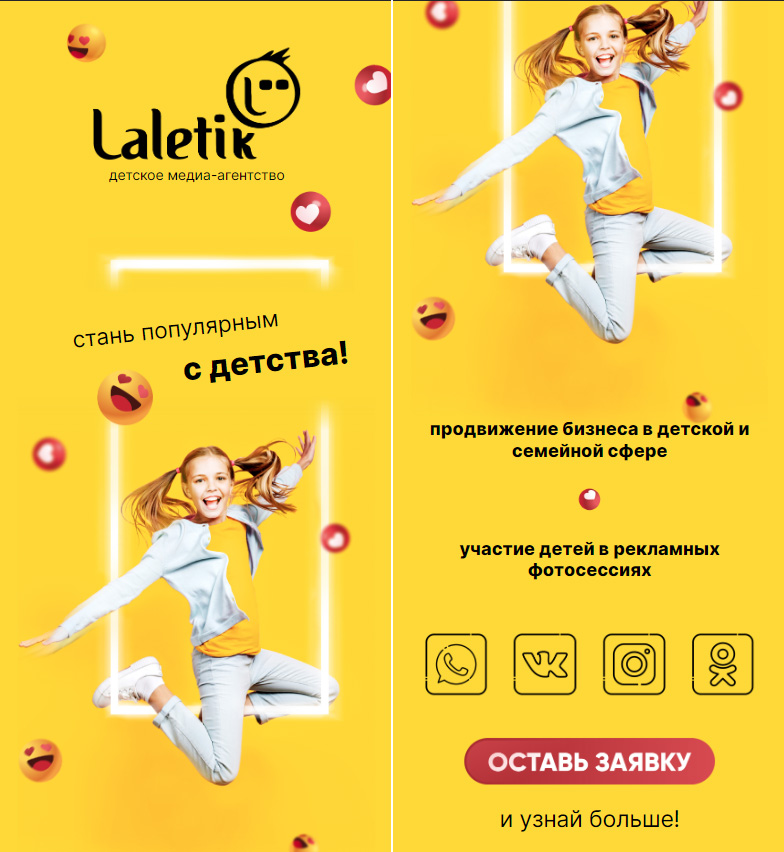 Laletik
детское медиа-агентство
стань популярным
с детства!
продвижение бизнеса в детской и
семейной сфере
участие детей в рекламных
фотосессиях
ОСТАВЬ ЗАЯВКУ
и узнай больше!